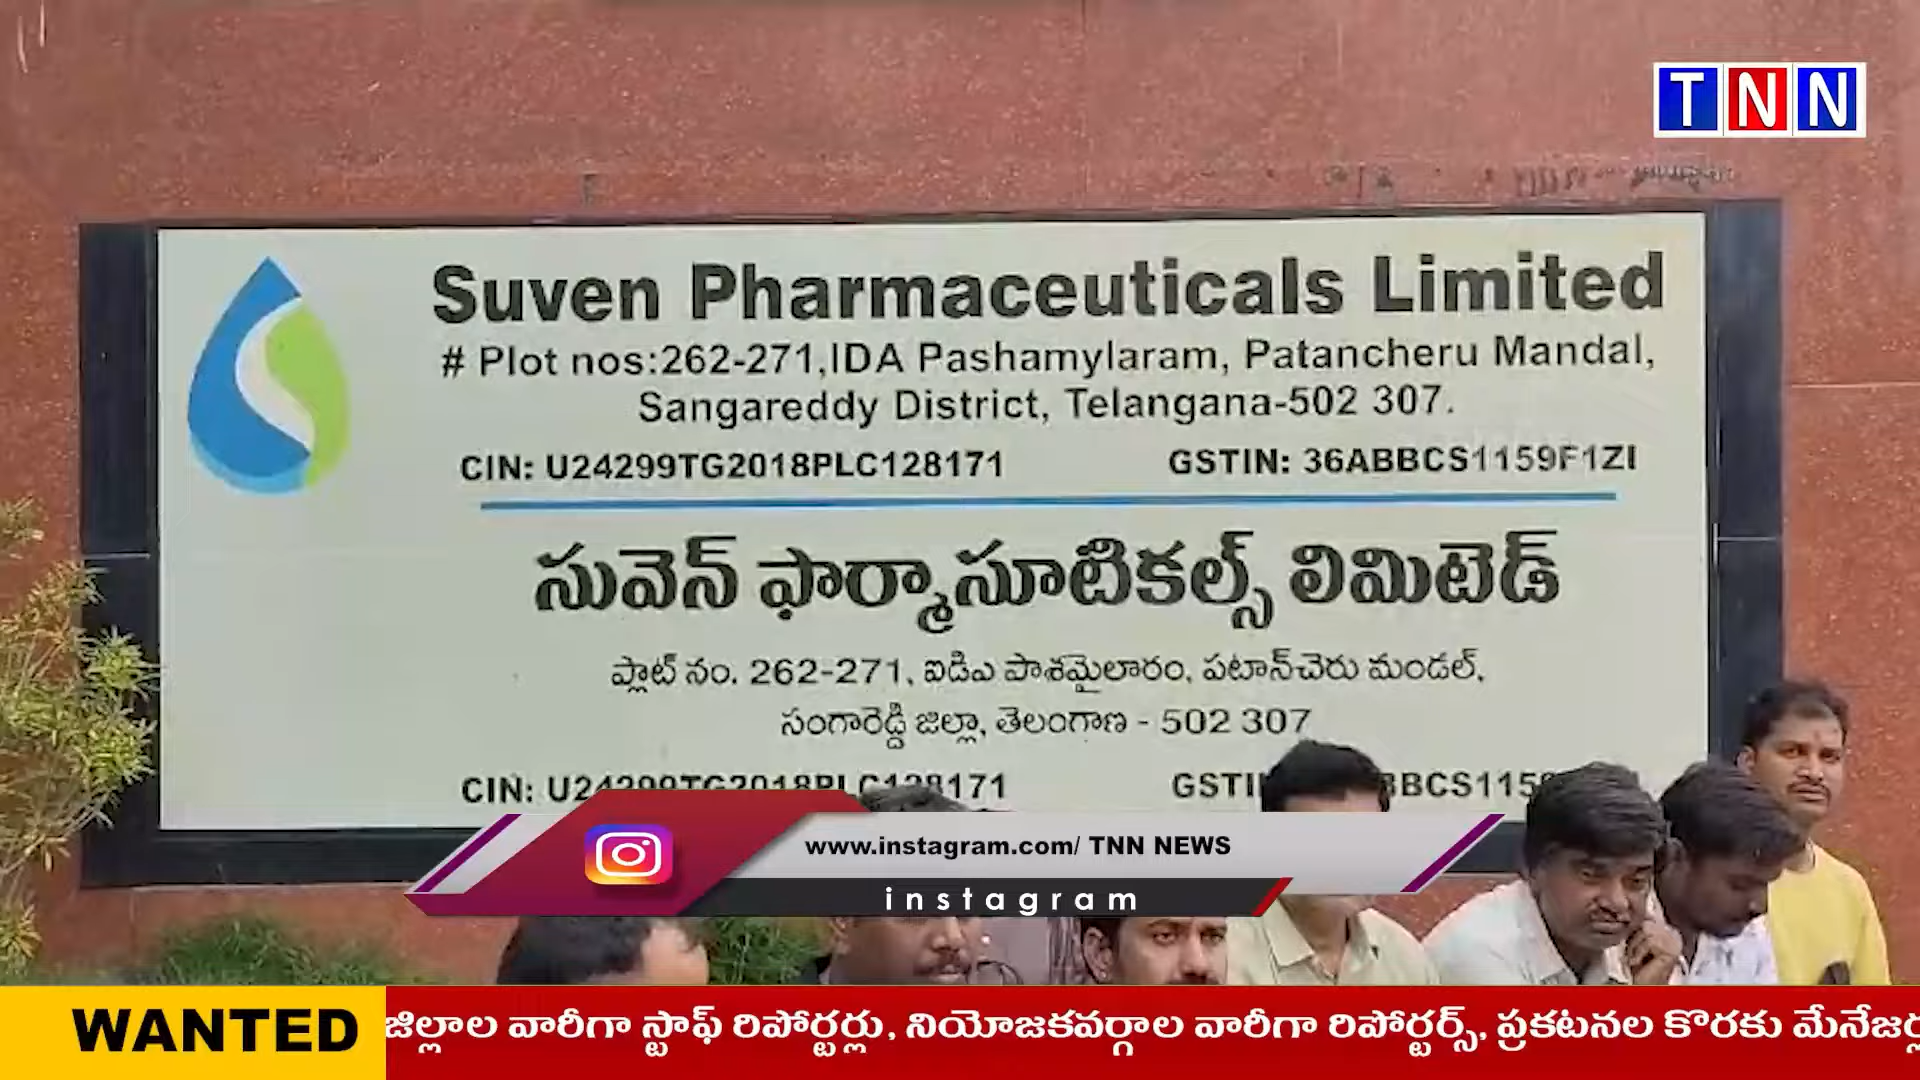 TNN
Suven Pharmaceuticals Limited
# Plot nos:262-271,IDA Pashamylaram, Patancheru Mandal,
Sangareddy District, Telangana-502 307.
CIN: U24299TG2018PLC128171 GSTIN: 36ABBCS1159F1ZI
సువెన్ ఫార్మాసూటికల్స్ లిమిటెడ్
ప్లాట్ నం. 262-271, ఐడిఎ పాశమైలారం, పటాన్‌చెరు మండల్,
సంగారెడ్డి జిల్లా, తెలంగాణ - 502 307
CIN: U24299TG2018PLC128171
www.instagram.com/ TNN NEWS
instagram
WANTED జిల్లాల వారీగా స్టాఫ్ రిపోర్టర్లు, నియోజకవర్గాల వారీగా రిపోర్టర్స్, ప్రకటనల కొరకు